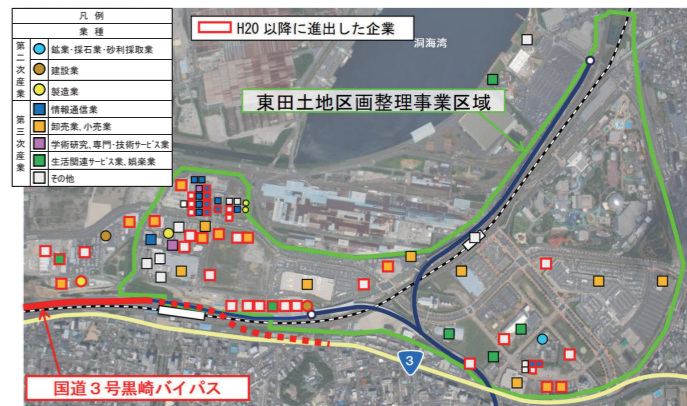 凡 例
業 種
第二次産業
鉱業・採石業・砂利採取業
建設業
製造業
第三次産業
情報通信業
卸売業、小売業
学術研究、専門・技術サービス業
生活関連サービス業、娯楽業
その他
H20 以降に進出した企業
洞海湾
東田土地区画整理事業区域
3
国道3号黒崎バイパス